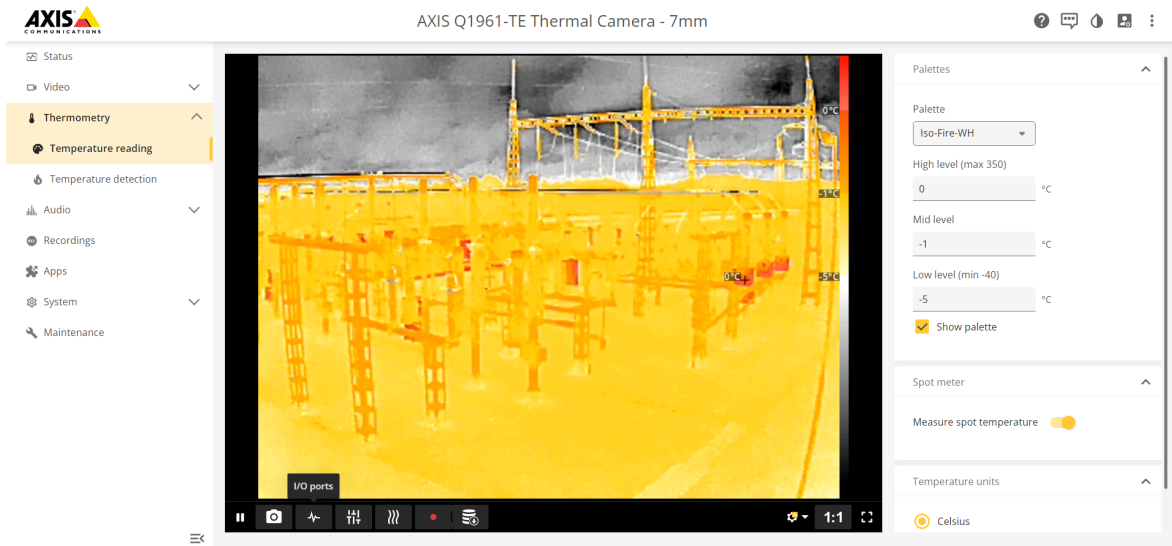 AXIS
COMMUNICATIONS
AXIS Q1961-TE Thermal Camera - 7mm
Status
Video
Thermometry
Temperature reading
Temperature detection
Audio
Recordings
Apps
System
Maintenance
0°C
-1°C
0°C
-5°C
I/O ports
1:1
Palettes
Palette
Iso-Fire-WH
High level (max 350)
0 °C
Mid level
-1 °C
Low level (min -40)
-5 °C
Show palette
Spot meter
Measure spot temperature
Temperature units
Celsius